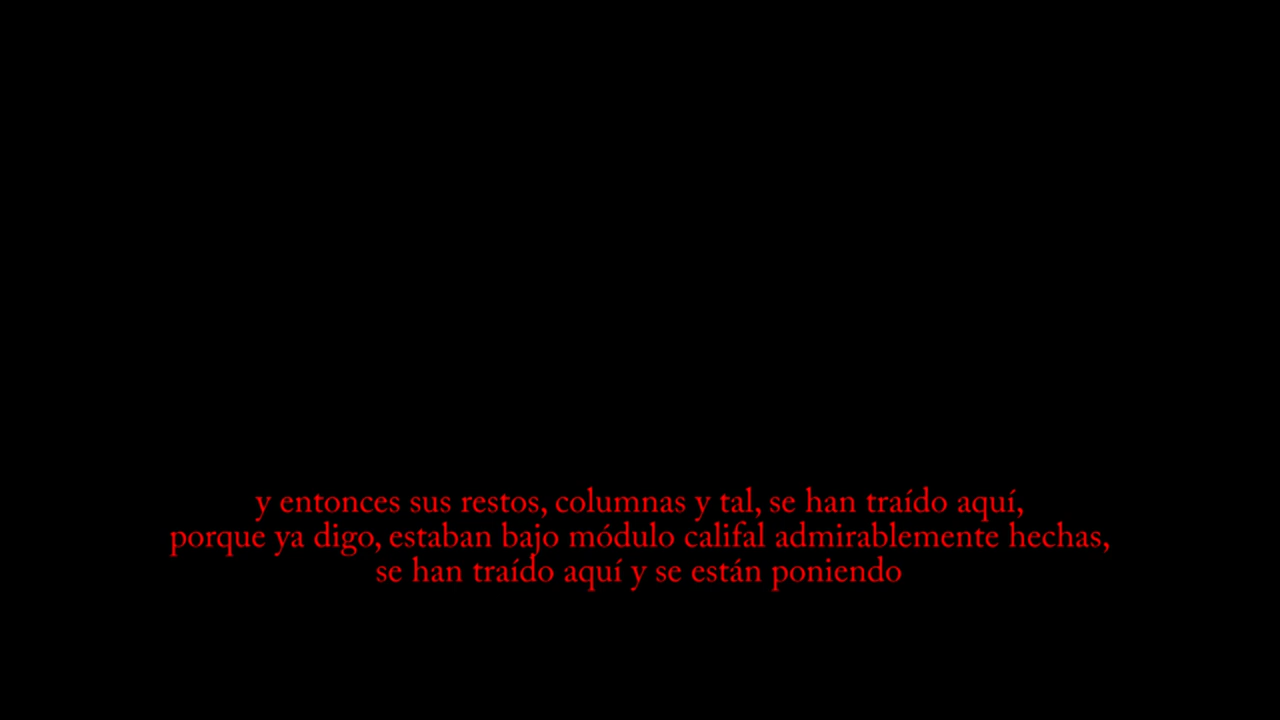 y entonces sus restos, columnas y tal, se han traído aquí,
porque ya digo, estaban bajo módulo califal admirablemente hechas,
se han traído aquí y se están poniendo